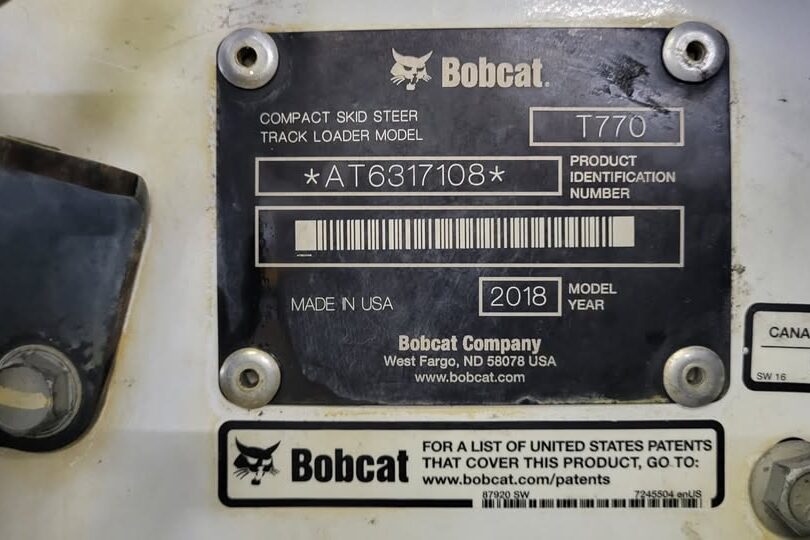 Bobcat
COMPACT SKID STEER
TRACK LOADER MODEL
T770
*AT6317108*
PRODUCT
IDENTIFICATION
NUMBER
MADE IN USA
2018
MODEL
YEAR
Bobcat Company
West Fargo, ND 58078 USA
www.bobcat.com
CANA
SW 16
Bobcat
FOR A LIST OF UNITED STATES PATENTS
THAT COVER THIS PRODUCT, GO TO:
www.bobcat.com/patents
87920 SW
7245504 enUS